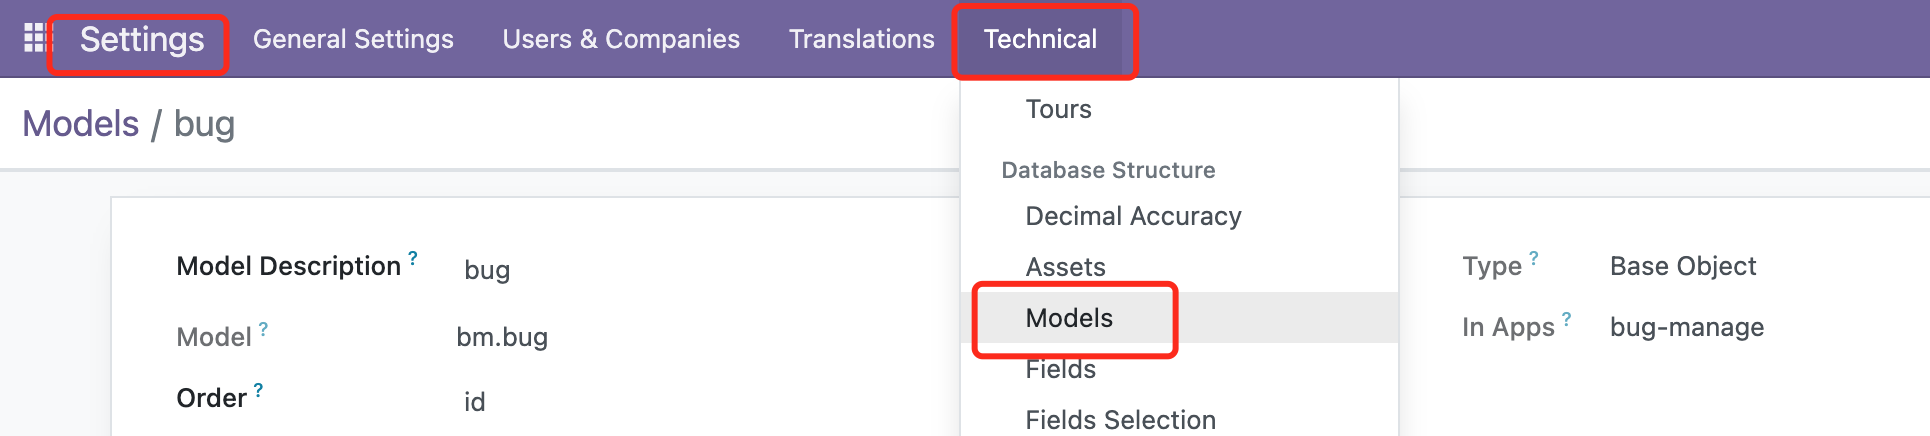 Settings General Settings Users & Companies Translations Technical
Models / bug
Tours
Database Structure
Decimal Accuracy
Assets
Models
Fields
Fields Selection
Model Description ? bug
Model ? bm.bug
Order ? id
Type ? Base Object
In Apps ? bug-manage